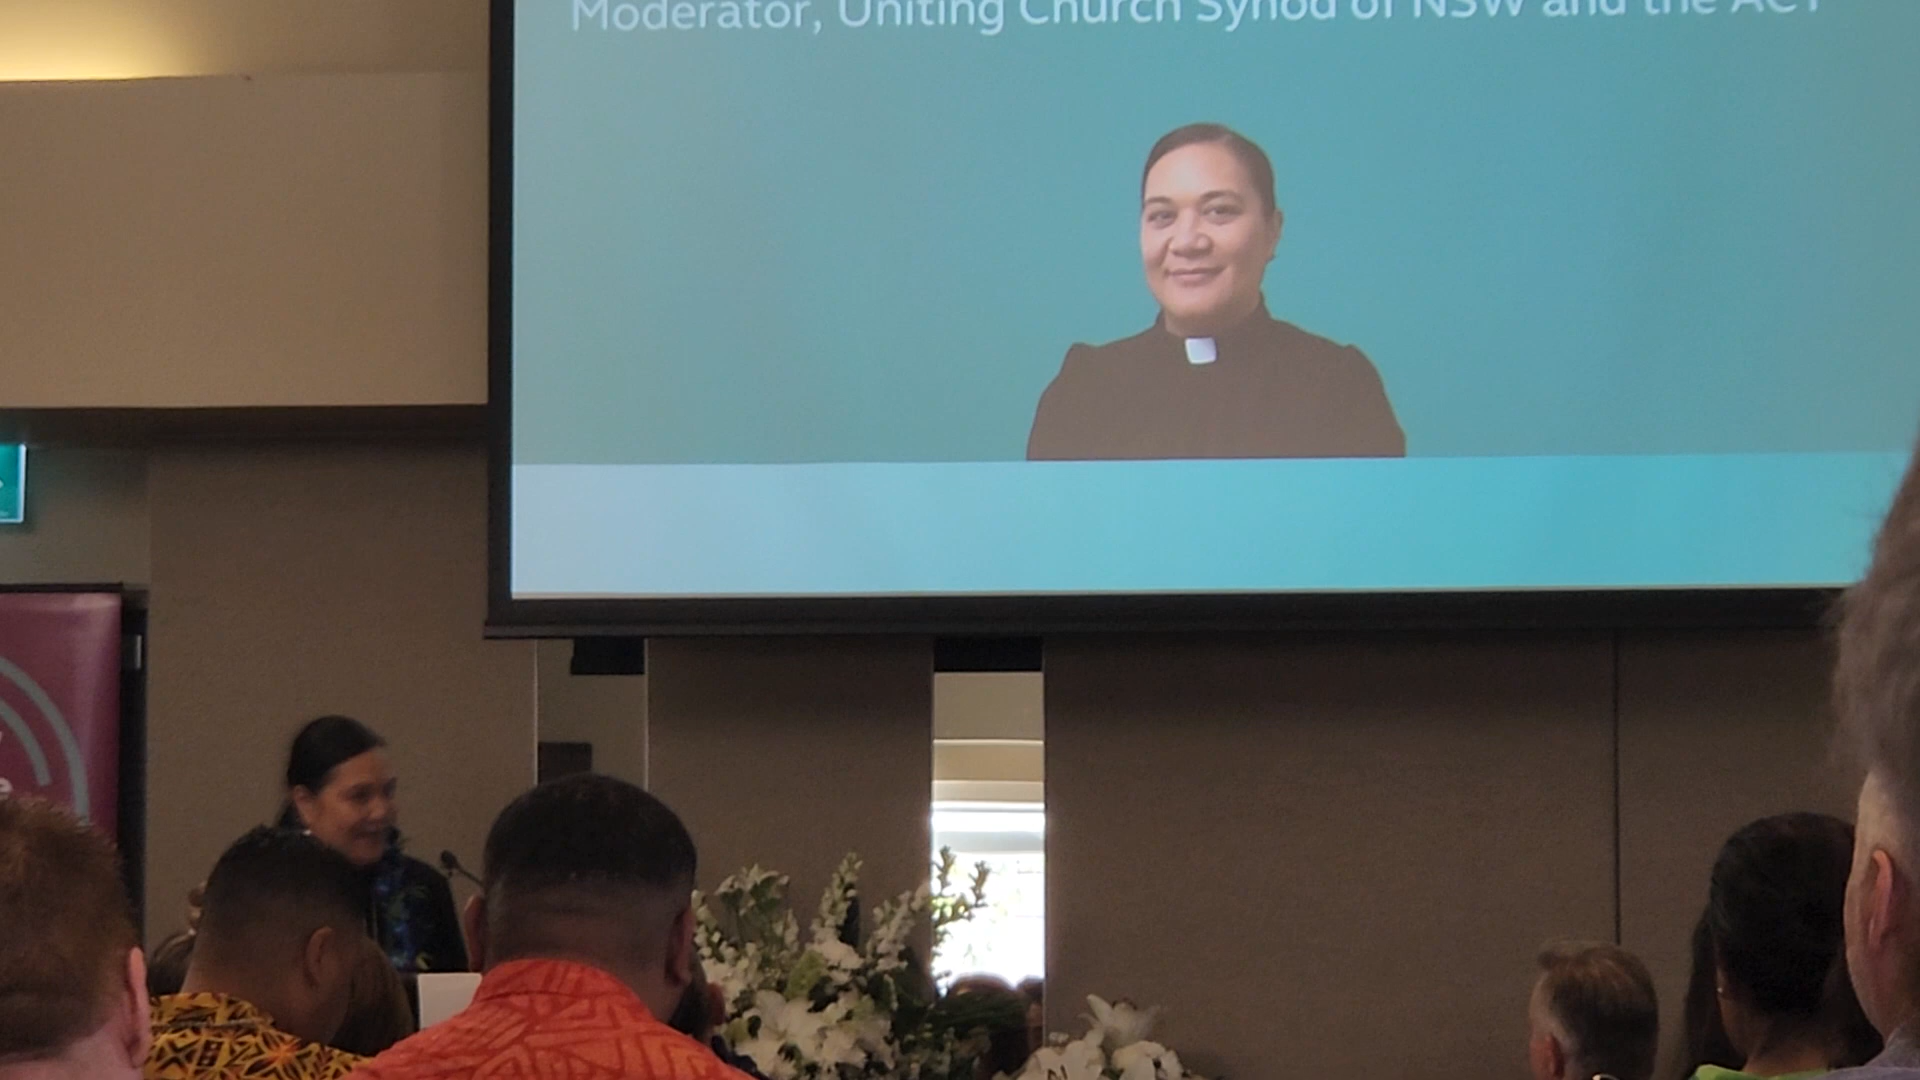 Moderator, Uniting Church Synod of NSW and the ACT